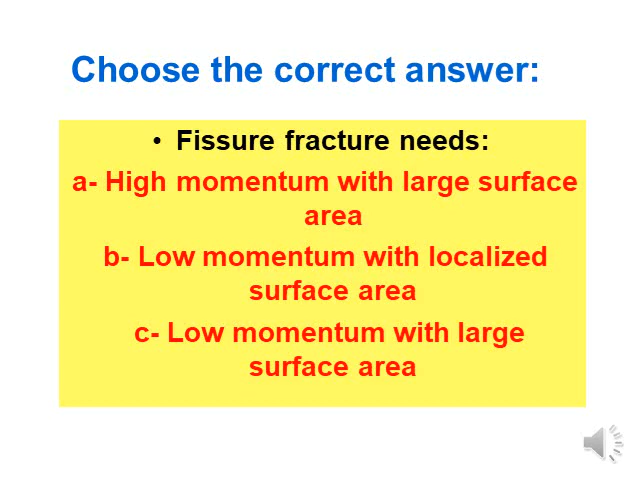 Choose the correct answer:
• Fissure fracture needs:
a- High momentum with large surface
area
b- Low momentum with localized
surface area
c- Low momentum with large
surface area